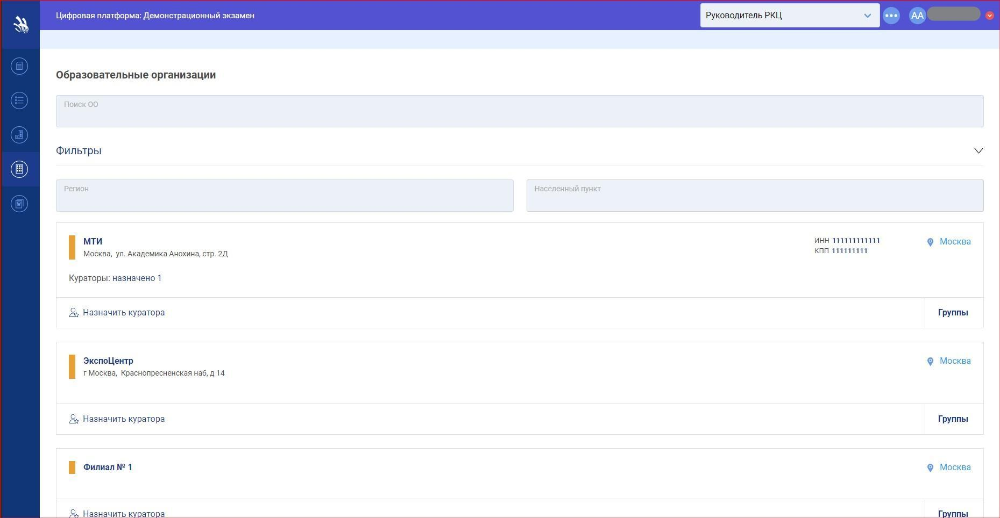 Цифровая платформа: Демонстрационный экзамен
Руководитель РКЦ
АА
Образовательные организации
Поиск ОО
Фильтры
Регион
Населенный пункт
МТИ
Москва, ул. Академика Анохина, стр. 2Д
ИНН 111111111111
КПП 111111111
Москва
Кураторы: назначено 1
Назначить куратора
Группы
ЭкспоЦентр
г Москва, Краснопресненская наб, д 14
Москва
Назначить куратора
Группы
Филиал № 1
Москва
Назначить куратора
Группы